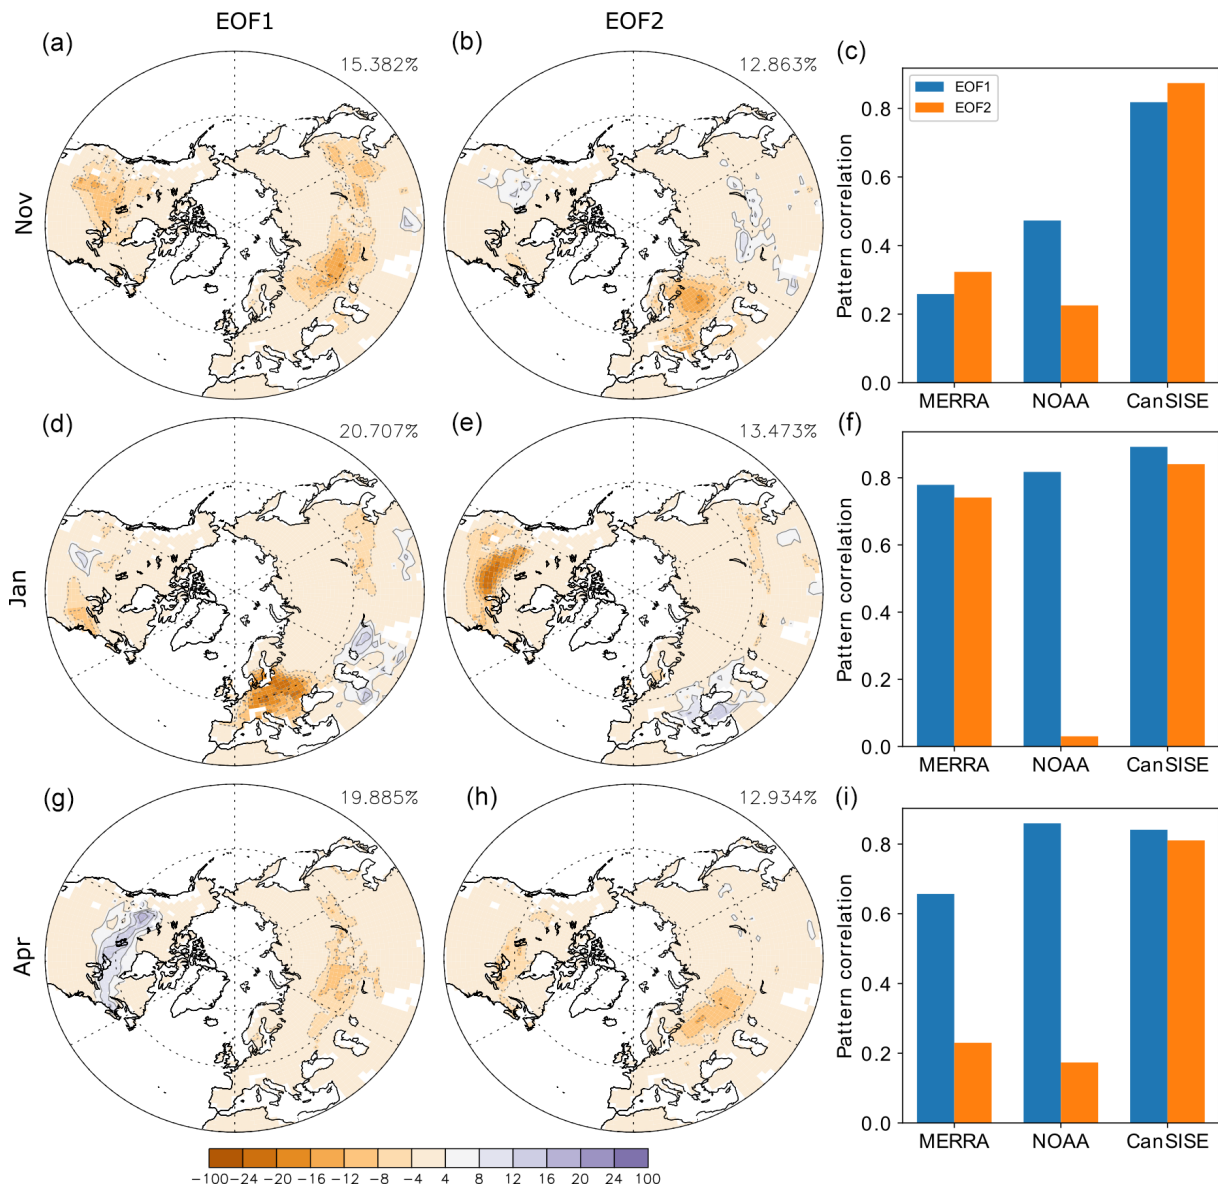 EOF1
EOF2
(a)
15.382%
(b)
12.863%
(c)
EOF1
EOF2
0.8
0.6
0.4
0.2
0.0
Pattern correlation
MERRA
NOAA
CanSISE
Nov
(d)
20.707%
(e)
13.473%
(f)
0.8
0.6
0.4
0.2
0.0
Pattern correlation
MERRA
NOAA
CanSISE
Jan
(g)
19.885%
(h)
12.934%
(i)
0.8
0.6
0.4
0.2
0.0
Pattern correlation
MERRA
NOAA
CanSISE
Apr
−100 −24 −20 −16 −12 −8 −4 4 8 12 16 20 24 100